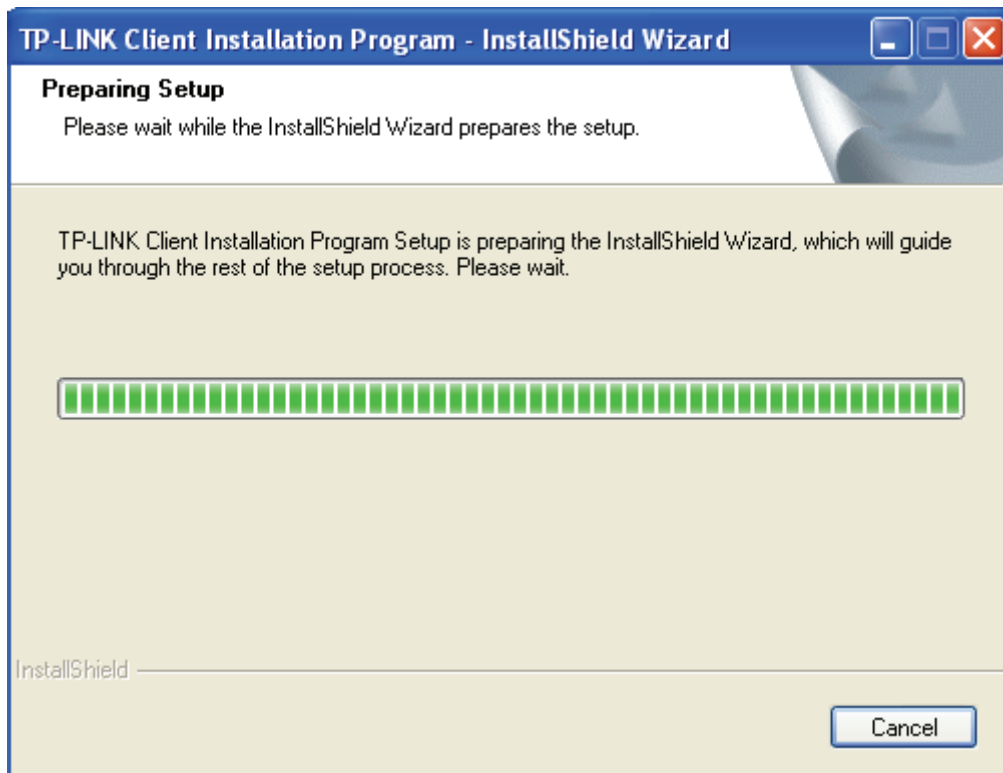 TP-LINK Client Installation Program - InstallShield Wizard
Preparing Setup
Please wait while the InstallShield Wizard prepares the setup.
TP-LINK Client Installation Program Setup is preparing the InstallShield Wizard, which will guide
you through the rest of the setup process. Please wait.
InstallShield
Cancel